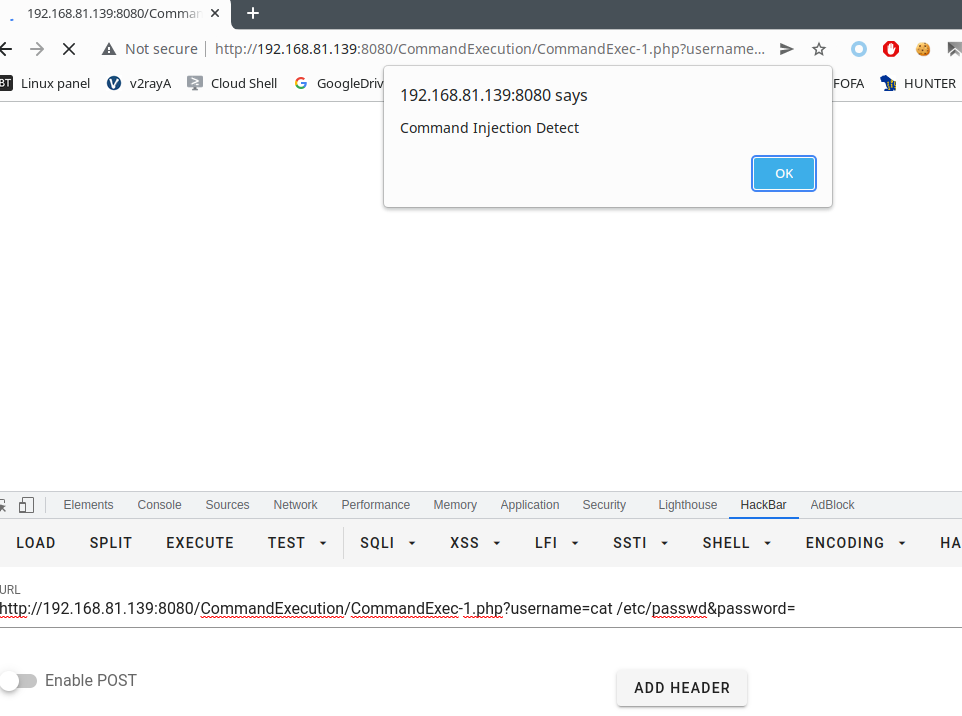 192.168.81.139:8080/Comma
Not secure http://192.168.81.139:8080/CommandExecution/CommandExec-1.php?username...
BT Linux panel v2rayA Cloud Shell GoogleDriv FOFA HUNTER
192.168.81.139:8080 says
Command Injection Detect
OK
Elements Console Sources Network Performance Memory Application Security Lighthouse HackBar AdBlock
LOAD SPLIT EXECUTE TEST SQLI XSS LFI SSTI SHELL ENCODING HA
URL
http://192.168.81.139:8080/CommandExecution/CommandExec-1.php?username=cat /etc/passwd&password=
Enable POST ADD HEADER